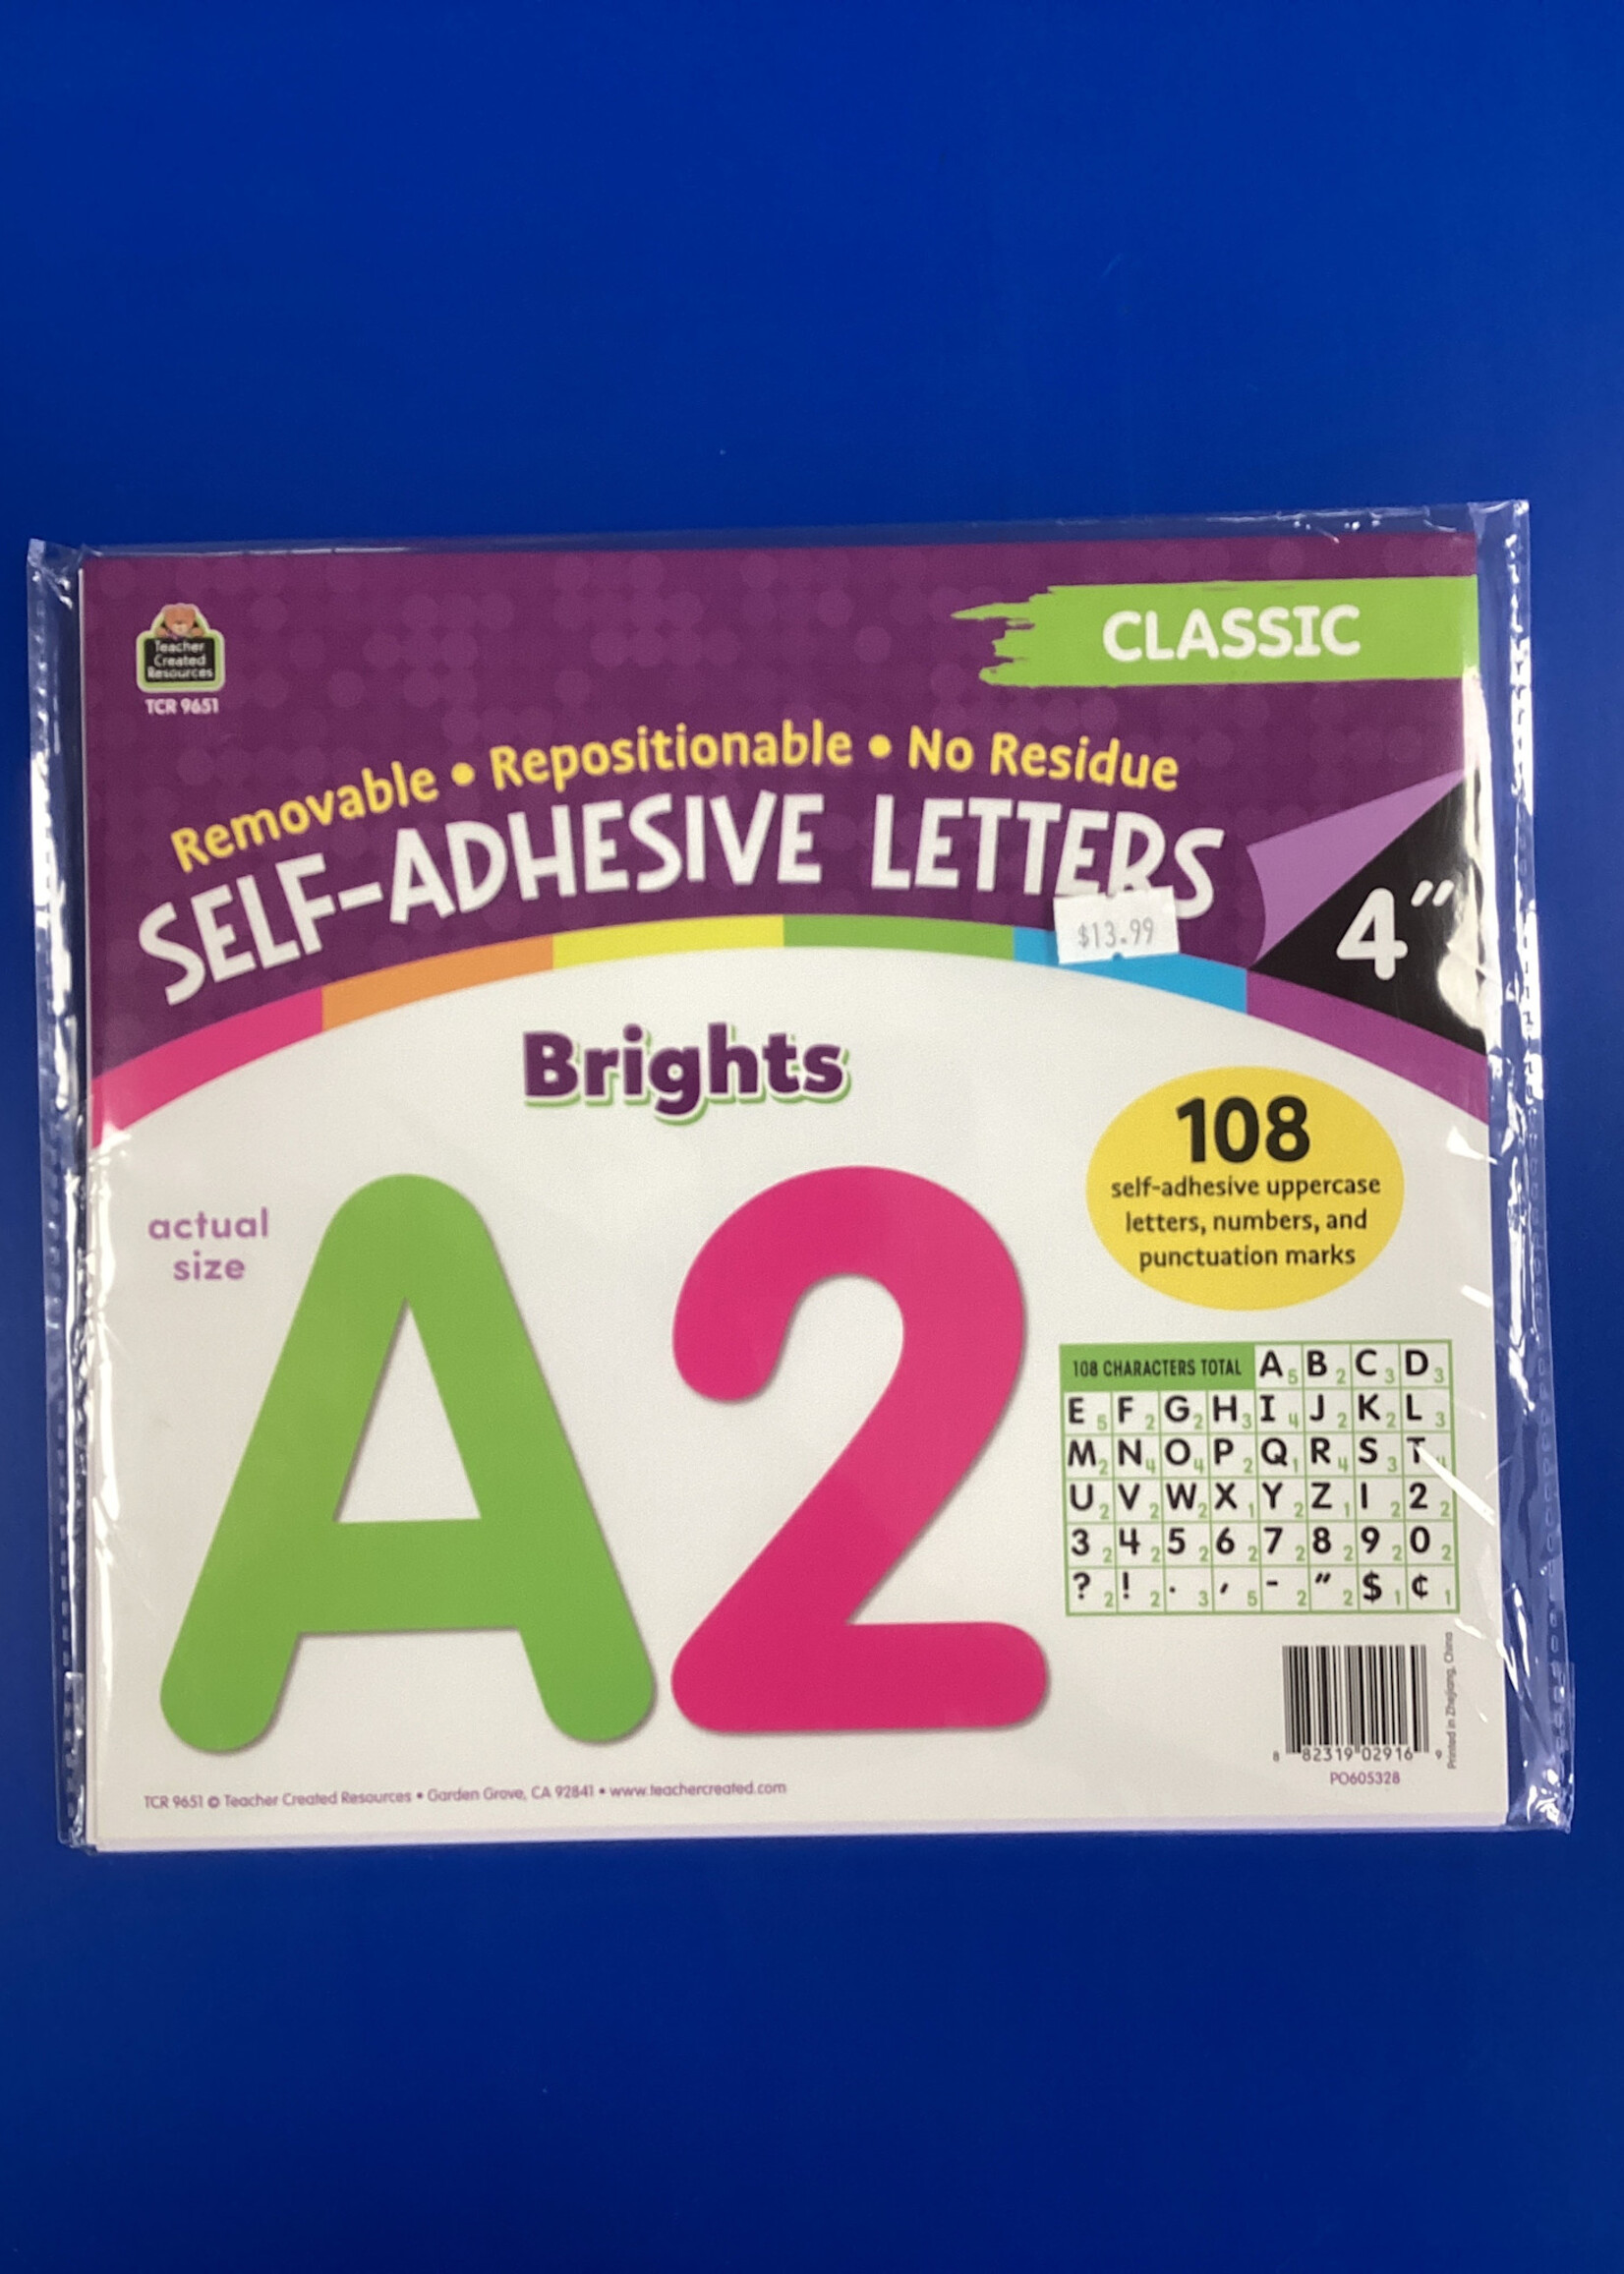 Teacher
Created
Resources
TCR 9651
CLASSIC
Removable • Repositionable • No Residue
SELF-ADHESIVE LETTERS
$13.99
4”
Brights
actual
size
A2
108
self-adhesive uppercase
letters, numbers, and
punctuation marks
108 CHARACTERS TOTAL A 5 B 2 C 3 D 3
E 5 F 2 G 2 H 3 I 4 J 2 K 2 L 3
M 2 N 4 O 4 P 2 Q 1 R 4 S 3 T 4
U 2 V 2 W 2 X 1 Y 2 Z 1 1 2 2 2
3 2 4 2 5 2 6 2 7 2 8 2 9 2 0 2
? 2 ! 2 . 3 ′ 5 - 2 ″ 2 $ 1 ¢ 1
8 82319 02916 9
PO605328
Printed in Zhejiang, China
TCR 9651 © Teacher Created Resources • Garden Grove, CA 92841 • www.teachercreated.com